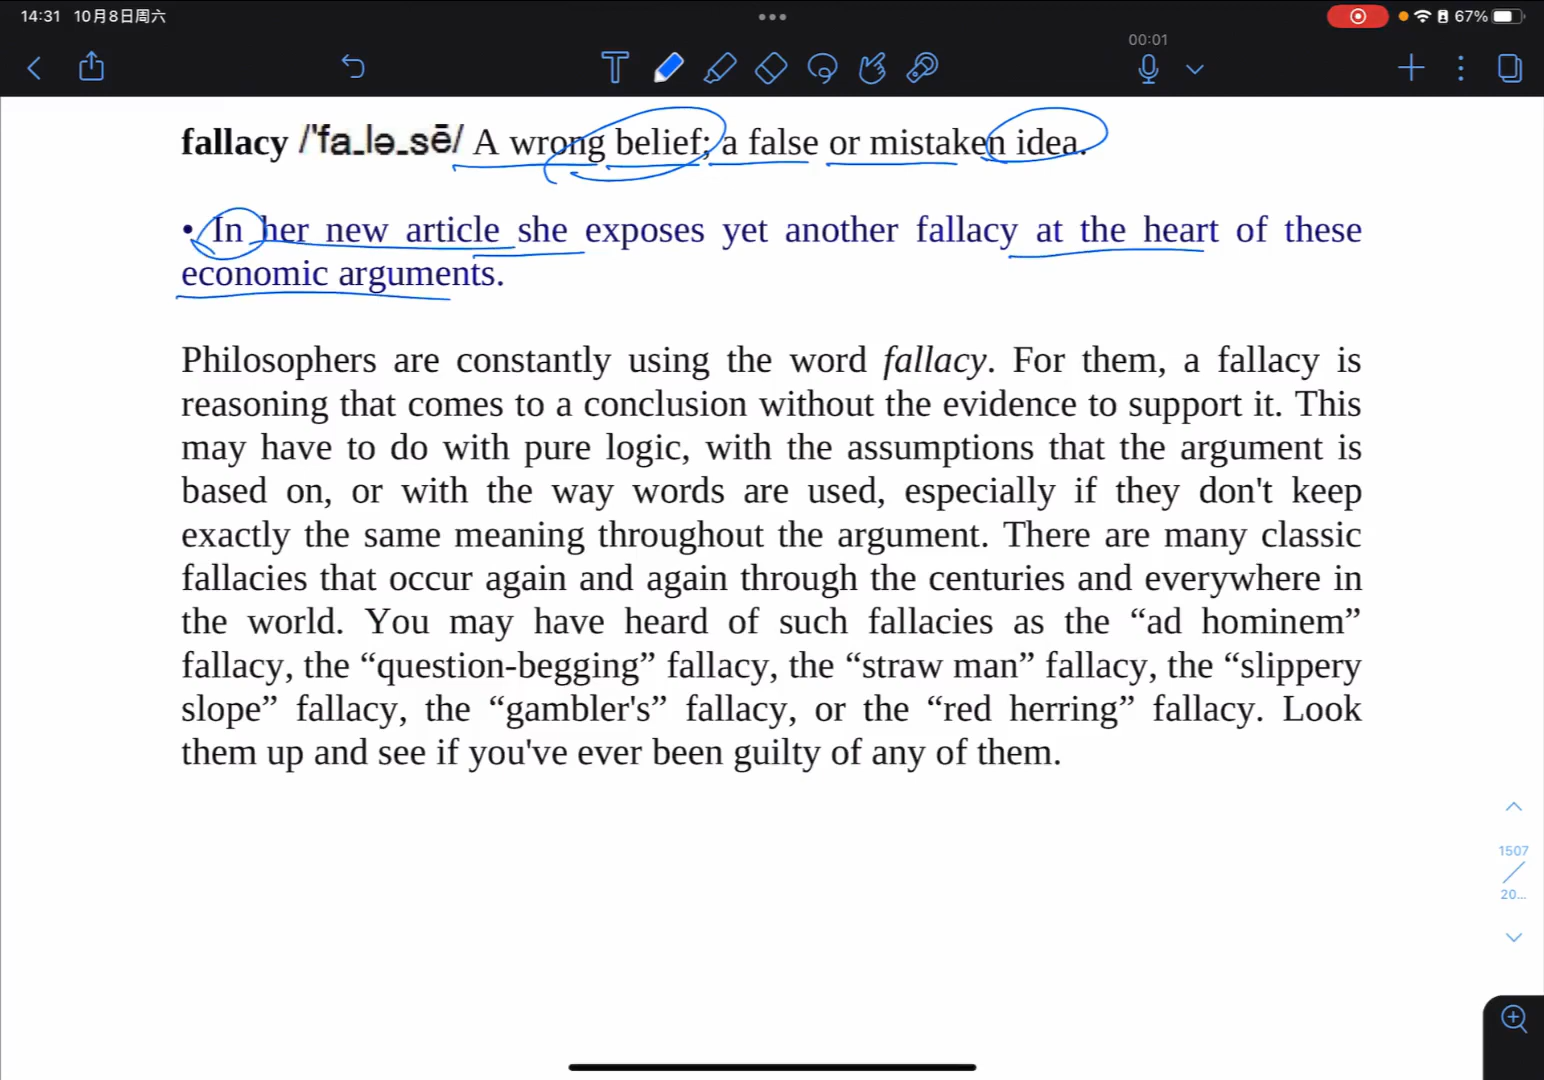 14:31 10月8日周六
67%
00:01
fallacy /ˈfa-lə-sē/ A wrong belief; a false or mistaken idea.
• In her new article she exposes yet another fallacy at the heart of these
economic arguments.
Philosophers are constantly using the word fallacy. For them, a fallacy is
reasoning that comes to a conclusion without the evidence to support it. This
may have to do with pure logic, with the assumptions that the argument is
based on, or with the way words are used, especially if they don't keep
exactly the same meaning throughout the argument. There are many classic
fallacies that occur again and again through the centuries and everywhere in
the world. You may have heard of such fallacies as the “ad hominem”
fallacy, the “question-begging” fallacy, the “straw man” fallacy, the “slippery
slope” fallacy, the “gambler's” fallacy, or the “red herring” fallacy. Look
them up and see if you've ever been guilty of any of them.
1507
20...